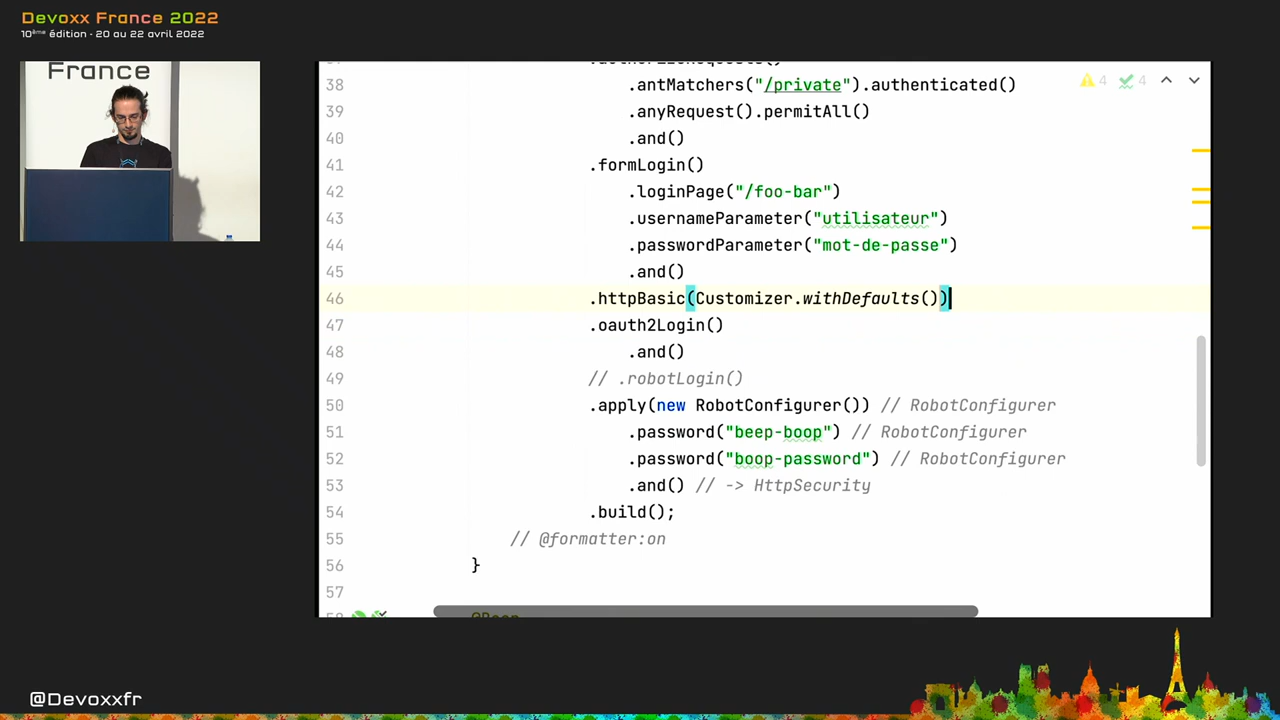 Devoxx France 2022
10ème édition - 20 au 22 avril 2022
France
38 .antMatchers("/private").authenticated()
39 .anyRequest().permitAll()
40 .and()
41 .formLogin()
42 .loginPage("/foo-bar")
43 .usernameParameter("utilisateur")
44 .passwordParameter("mot-de-passe")
45 .and()
46 .httpBasic(Customizer.withDefaults())
47 .oauth2Login()
48 .and()
49 // .robotLogin()
50 .apply(new RobotConfigurer()) // RobotConfigurer
51 .password("beep-boop") // RobotConfigurer
52 .password("boop-password") // RobotConfigurer
53 .and() // -> HttpSecurity
54 .build();
55 // @formatter:on
56 }
57
4
4
@Devoxxfr